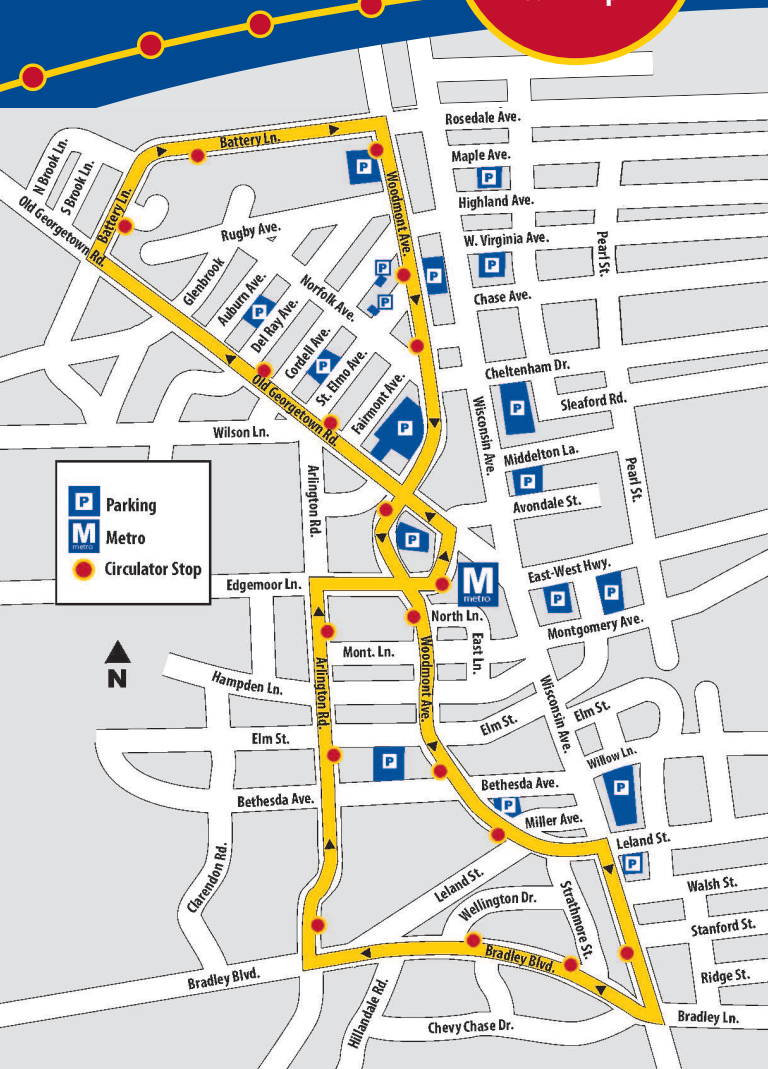 Rosedale Ave.
Battery Ln.
N Brook Ln.
S Brook Ln.
Maple Ave.
P
P
Battery Ln.
Old Georgetown Rd.
Woodmont Ave.
Highland Ave.
Rugby Ave.
W. Virginia Ave.
Pearl St.
P
P
P
Glenbrook
Auburn Ave.
Norfolk Ave.
P
Chase Ave.
P
Del Ray Ave.
Cordell Ave.
St. Elmo Ave.
P
Cheltenham Dr.
Old Georgetown Rd.
Fairmont Ave.
Wisconsin Ave.
P
Sleaford Rd.
Wilson Ln.
P
Middelton La.
Arlington Rd.
P
Pearl St.
Avondale St.
P Parking
M metro Metro
Circulator Stop
P
East-West Hwy.
Edgemoor Ln.
M
metro
P
P
North Ln.
Montgomery Ave.
N
Mont. Ln.
East Ln.
Woodmont Ave.
Arlington Rd.
Hampden Ln.
Wisconsin Ave.
Elm St.
Elm St.
Elm St.
P
Willow Ln.
Bethesda Ave.
P
Bethesda Ave.
P
Miller Ave.
Leland St.
P
Clarendon Rd.
Leland St.
Walsh St.
Wellington Dr.
Strathmore St.
Stanford St.
Bradley Blvd.
Bradley Blvd.
Ridge St.
Hillandale Rd.
Chevy Chase Dr.
Bradley Ln.